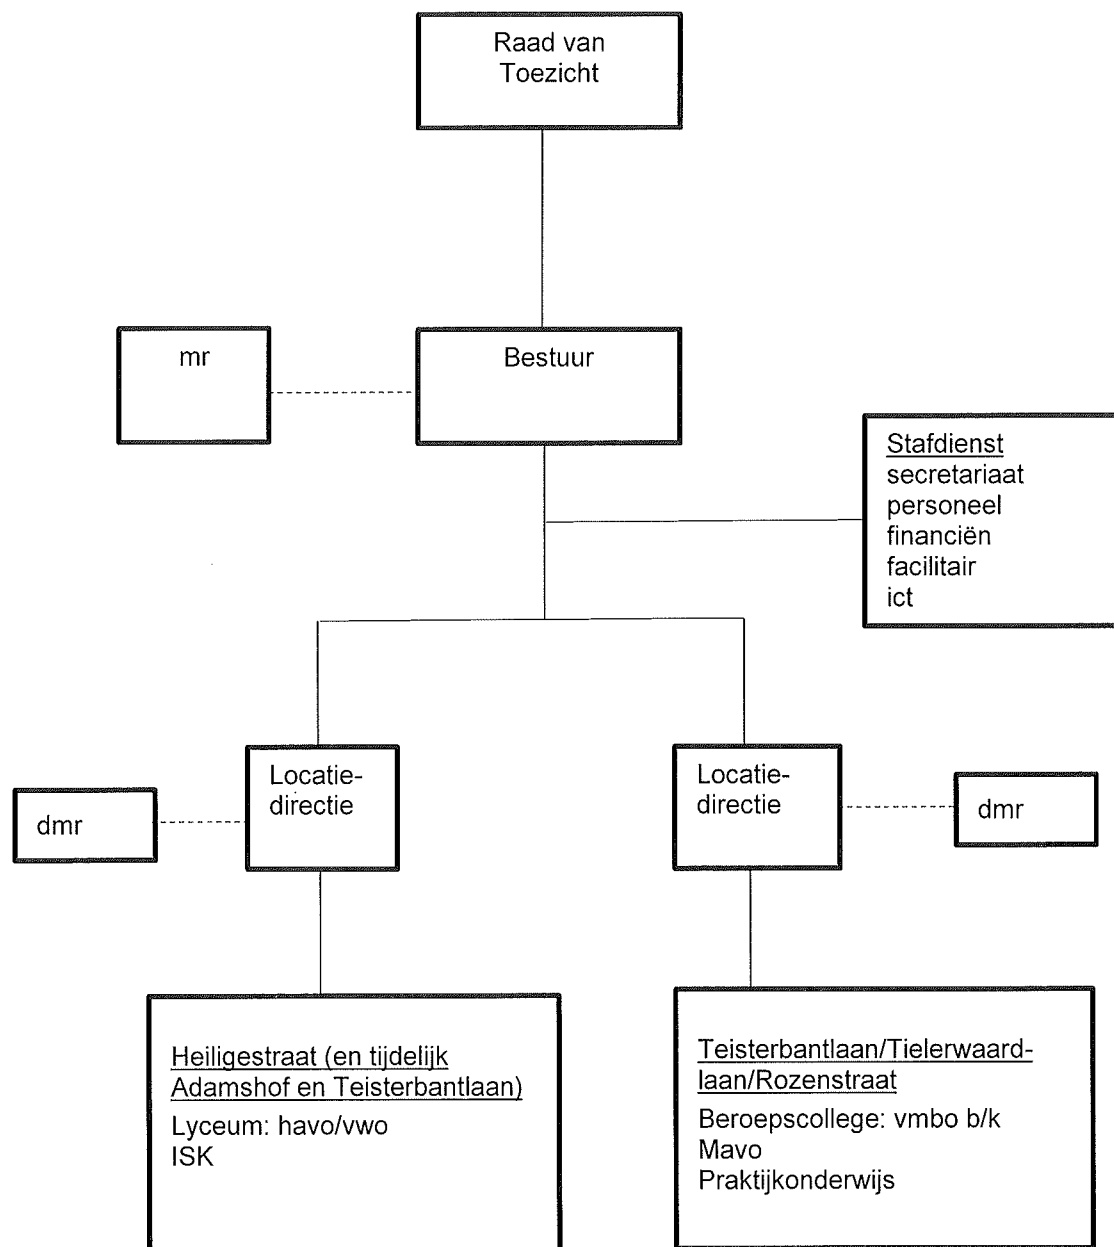 Raad van
Toezicht
mr
Bestuur
Stafdienst
secretariaat
personeel
financiën
facilitair
ict
Locatie-
directie
Locatie-
directie
dmr
dmr
Heiligestraat (en tijdelijk
Adamshof en Teisterbantlaan)
Lyceum: havo/vwo
ISK
Teisterbantlaan/Tielerwaard-
laan/Rozenstraat
Beroepscollege: vmbo b/k
Mavo
Praktijkonderwijs